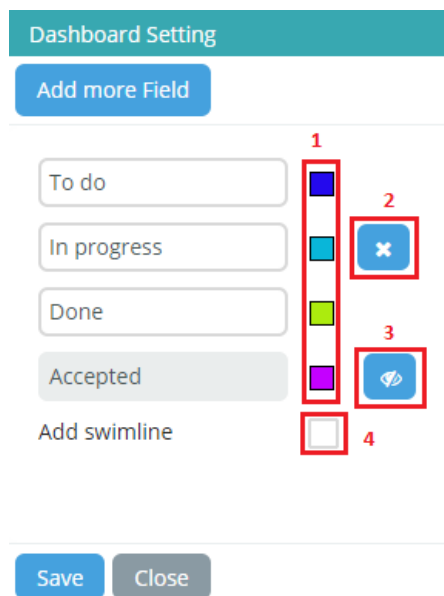 Dashboard Setting
Add more Field
1
To do
2
In progress
Done
3
Accepted
Add swimline
4
Save Close